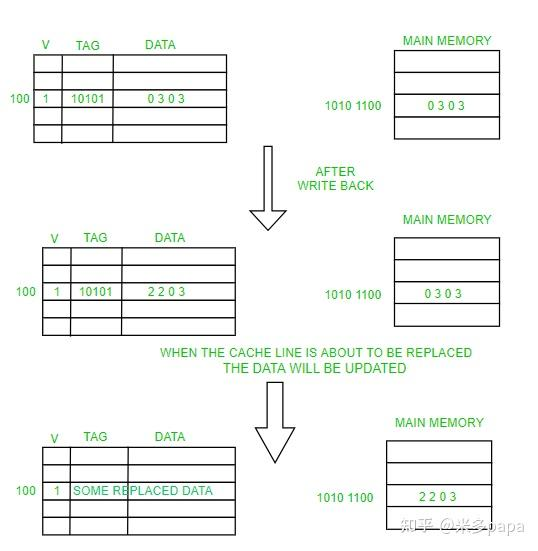 MAIN MEMORY
V TAG DATA
100 1 10101 0 3 0 3
1010 1100 0 3 0 3
AFTER
WRITE BACK
MAIN MEMORY
V TAG DATA
100 1 10101 2 2 0 3
1010 1100 0 3 0 3
WHEN THE CACHE LINE IS ABOUT TO BE REPLACED
THE DATA WILL BE UPDATED
MAIN MEMORY
V TAG DATA
100 1 SOME REPLACED DATA
1010 1100 2 2 0 3
知乎 @米多papa